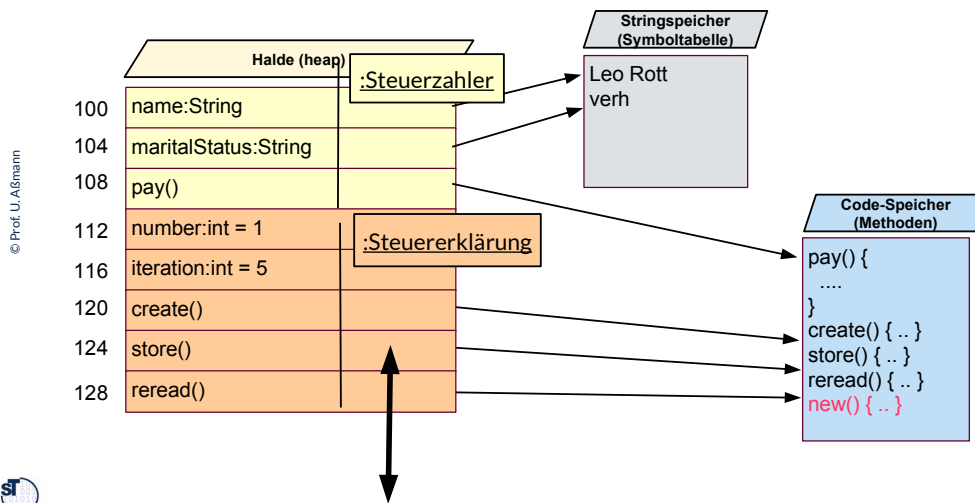 Stringspeicher
(Symboltabelle)
Leo Rott
verh
Halde (heap)
:Steuerzahler
100 name:String
104 maritalStatus:String
108 pay()
:Steuererklärung
112 number:int = 1
116 iteration:int = 5
120 create()
124 store()
128 reread()
Code-Speicher
(Methoden)
pay() {
....
}
create() { .. }
store() { .. }
reread() { .. }
new() { .. }
© Prof. U. Aßmann
ST